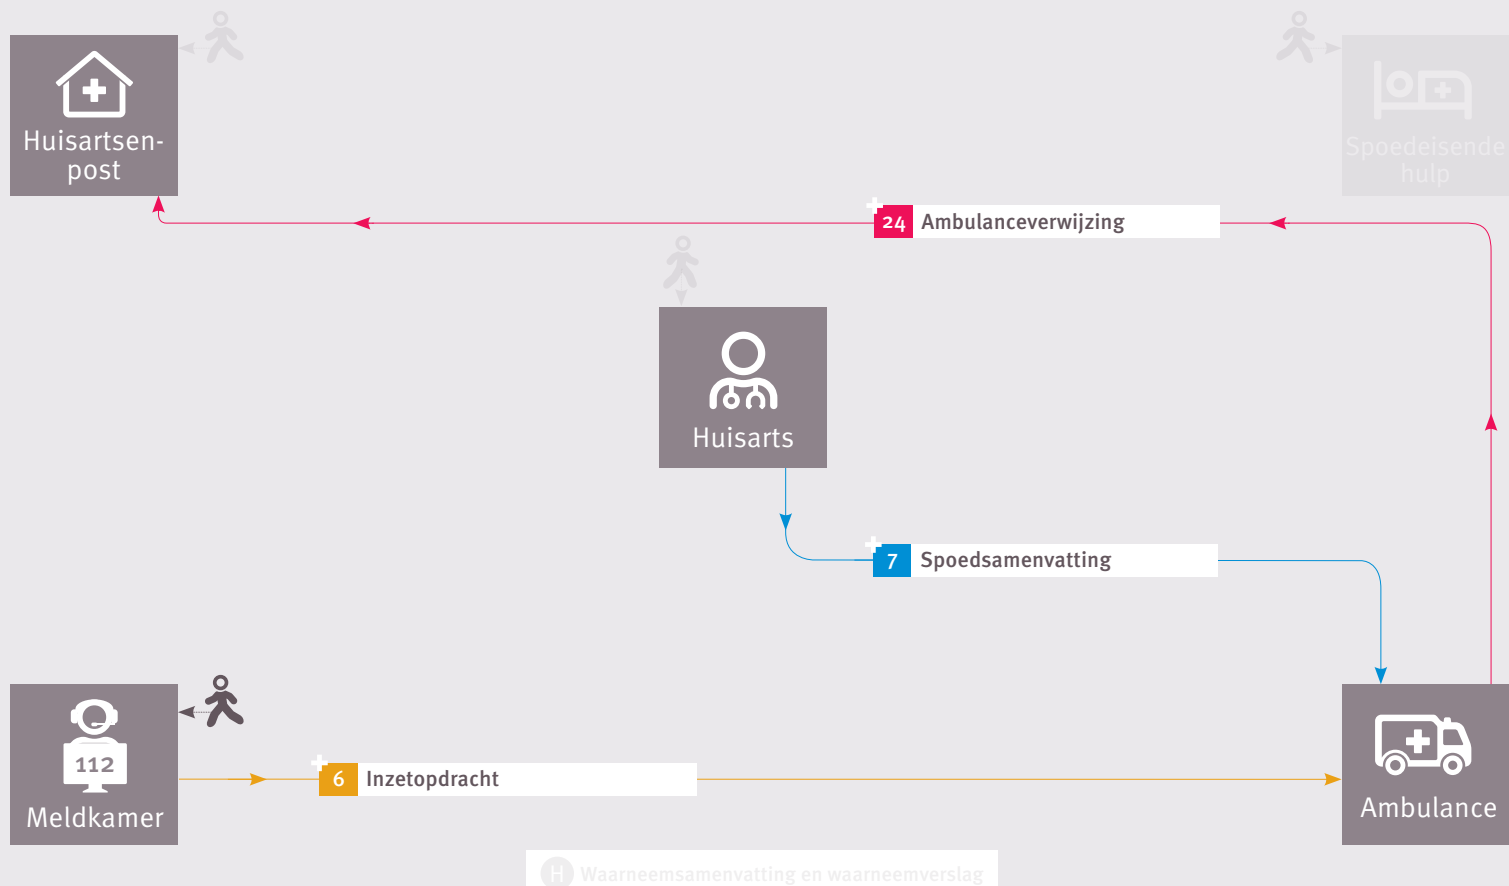 Huisartsen-
post
Spoedeisende
hulp
24 Ambulanceverwijzing
Huisarts
7 Spoedsamenvatting
112
Meldkamer
6 Inzetopdracht
Ambulance
H Waarneemsamenvatting en waarneemverslag